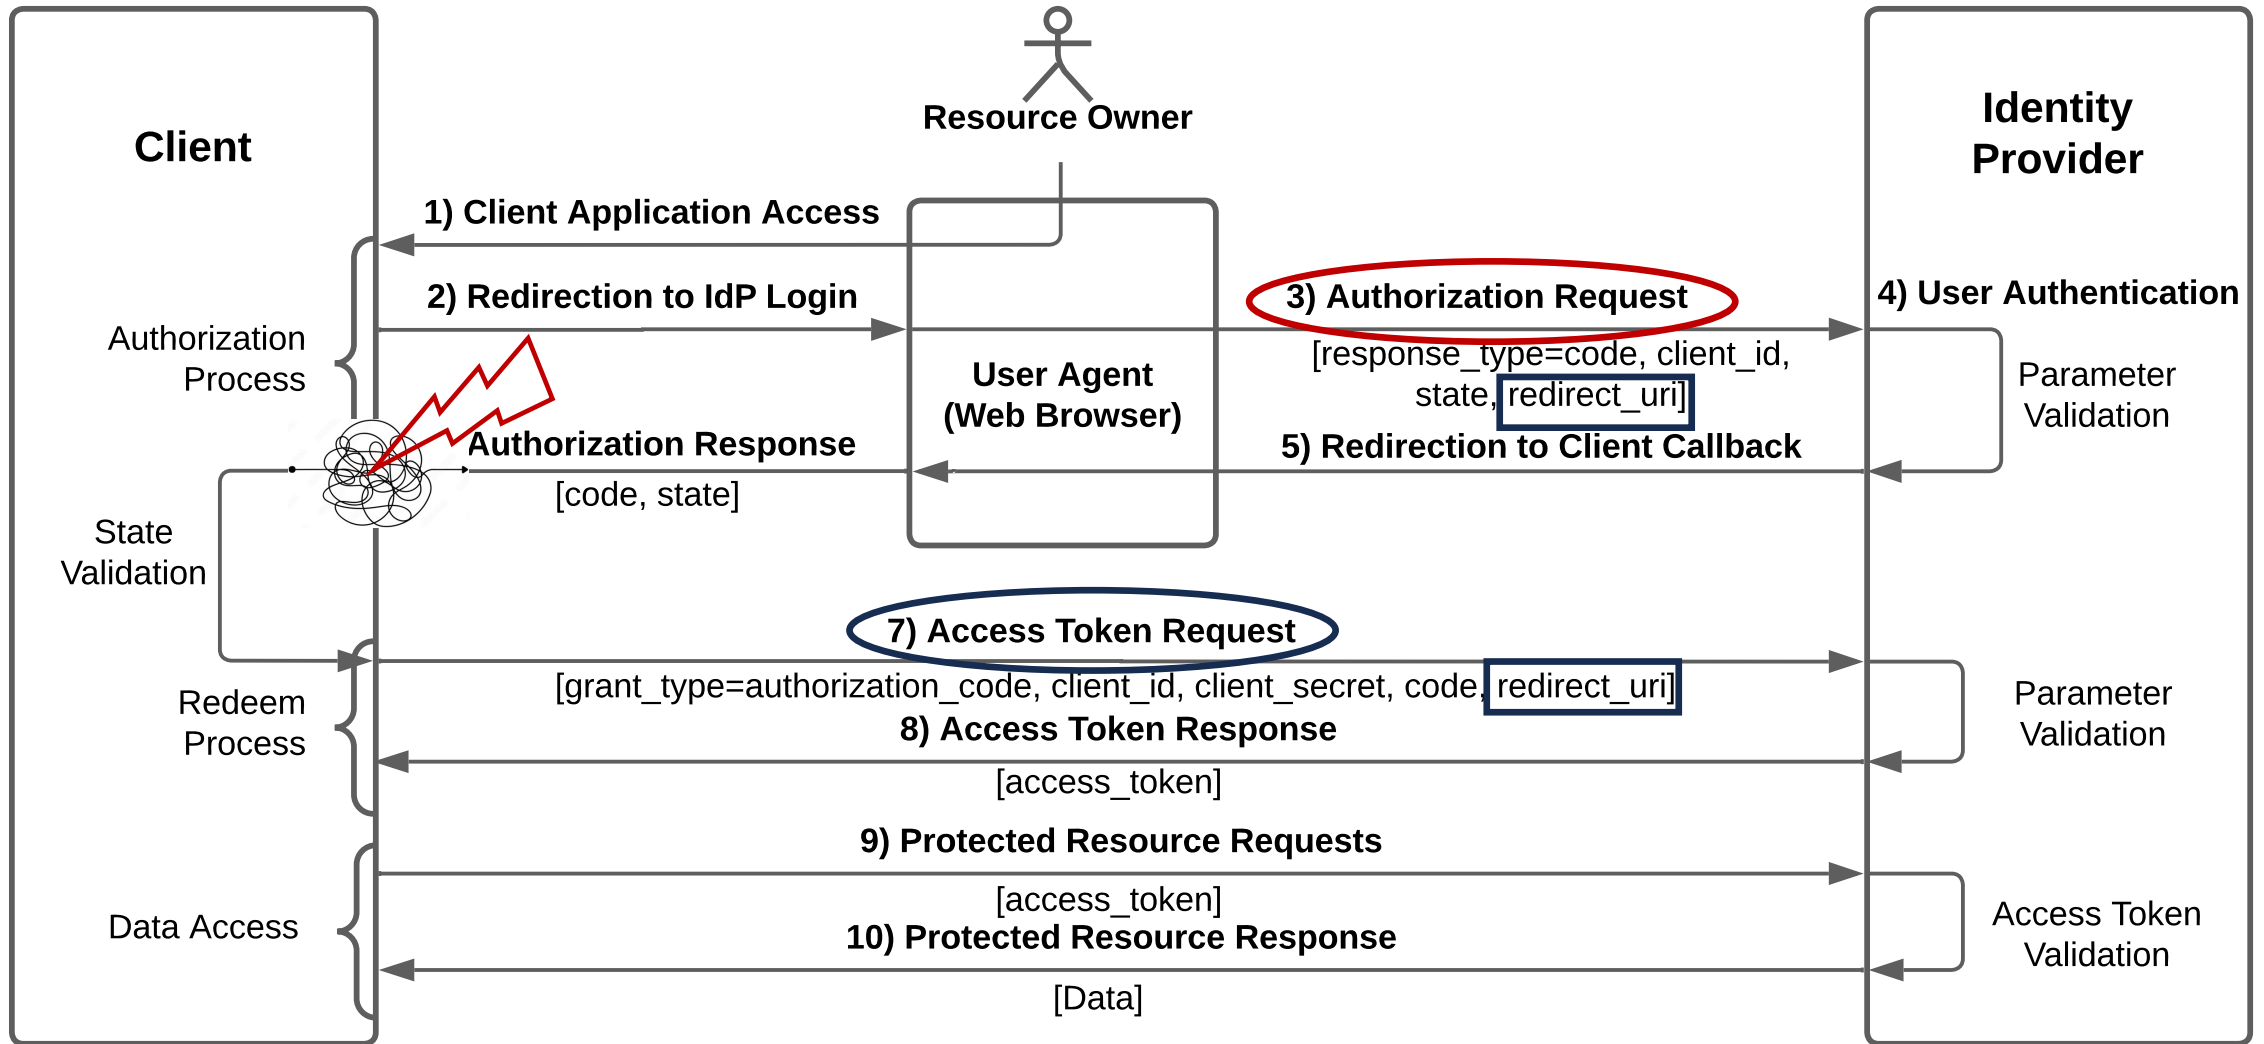 Resource Owner
Client
Identity
Provider
1) Client Application Access
2) Redirection to IdP Login
3) Authorization Request
4) User Authentication
[response_type=code, client_id,
state, redirect_uri]
Authorization
Process
User Agent
(Web Browser)
Parameter
Validation
Authorization Response
[code, state]
5) Redirection to Client Callback
State
Validation
7) Access Token Request
[grant_type=authorization_code, client_id, client_secret, code, redirect_uri]
Redeem
Process
Parameter
Validation
8) Access Token Response
[access_token]
9) Protected Resource Requests
[access_token]
Data Access
Access Token
Validation
10) Protected Resource Response
[Data]